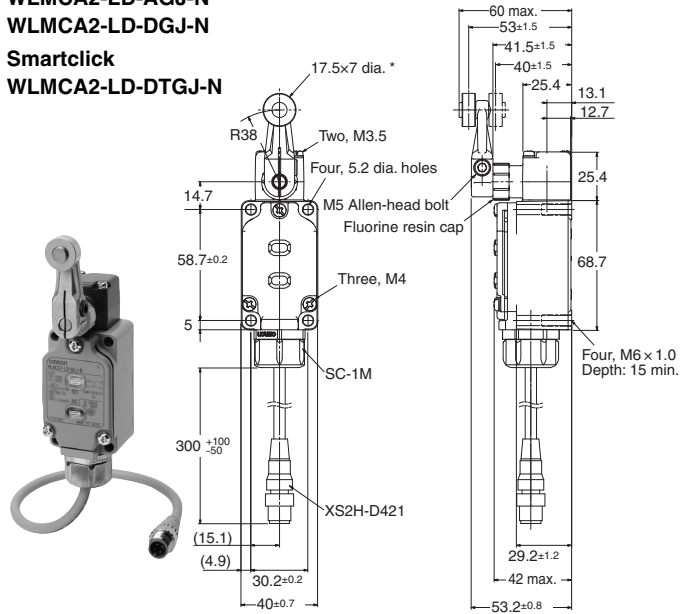 WLMCA2-LD-AGJ-N
WLMCA2-LD-DGJ-N
Smartclick
WLMCA2-LD-DTGJ-N
60 max.
53±1.5
41.5±1.5
40±1.5
25.4
13.1
12.7
17.5×7 dia. *
R38
Two, M3.5
Four, 5.2 dia. holes
M5 Allen-head bolt
Fluorine resin cap
25.4
14.7
58.7±0.2
68.7
Three, M4
5
SC-1M
Four, M6×1.0
Depth: 15 min.
300 +100 -50
XS2H-D421
(15.1)
(4.9)
30.2±0.2
40±0.7
29.2±1.2
42 max.
53.2±0.8
omron